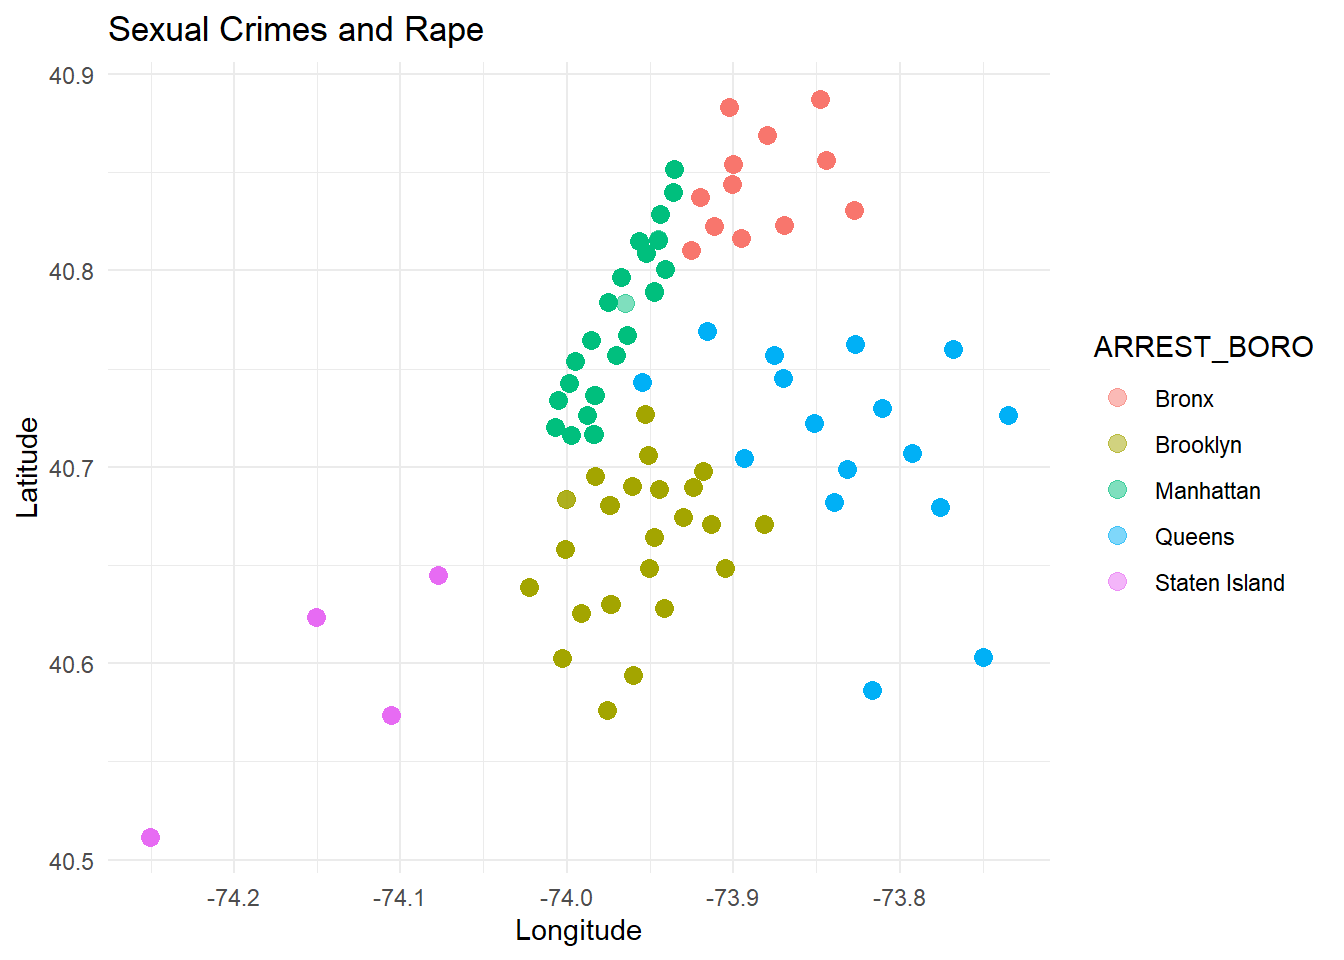 Sexual Crimes and Rape
40.9
40.8
40.7
40.6
40.5
Latitude
-74.2 -74.1 -74.0 -73.9 -73.8
Longitude
ARREST_BORO
Bronx
Brooklyn
Manhattan
Queens
Staten Island